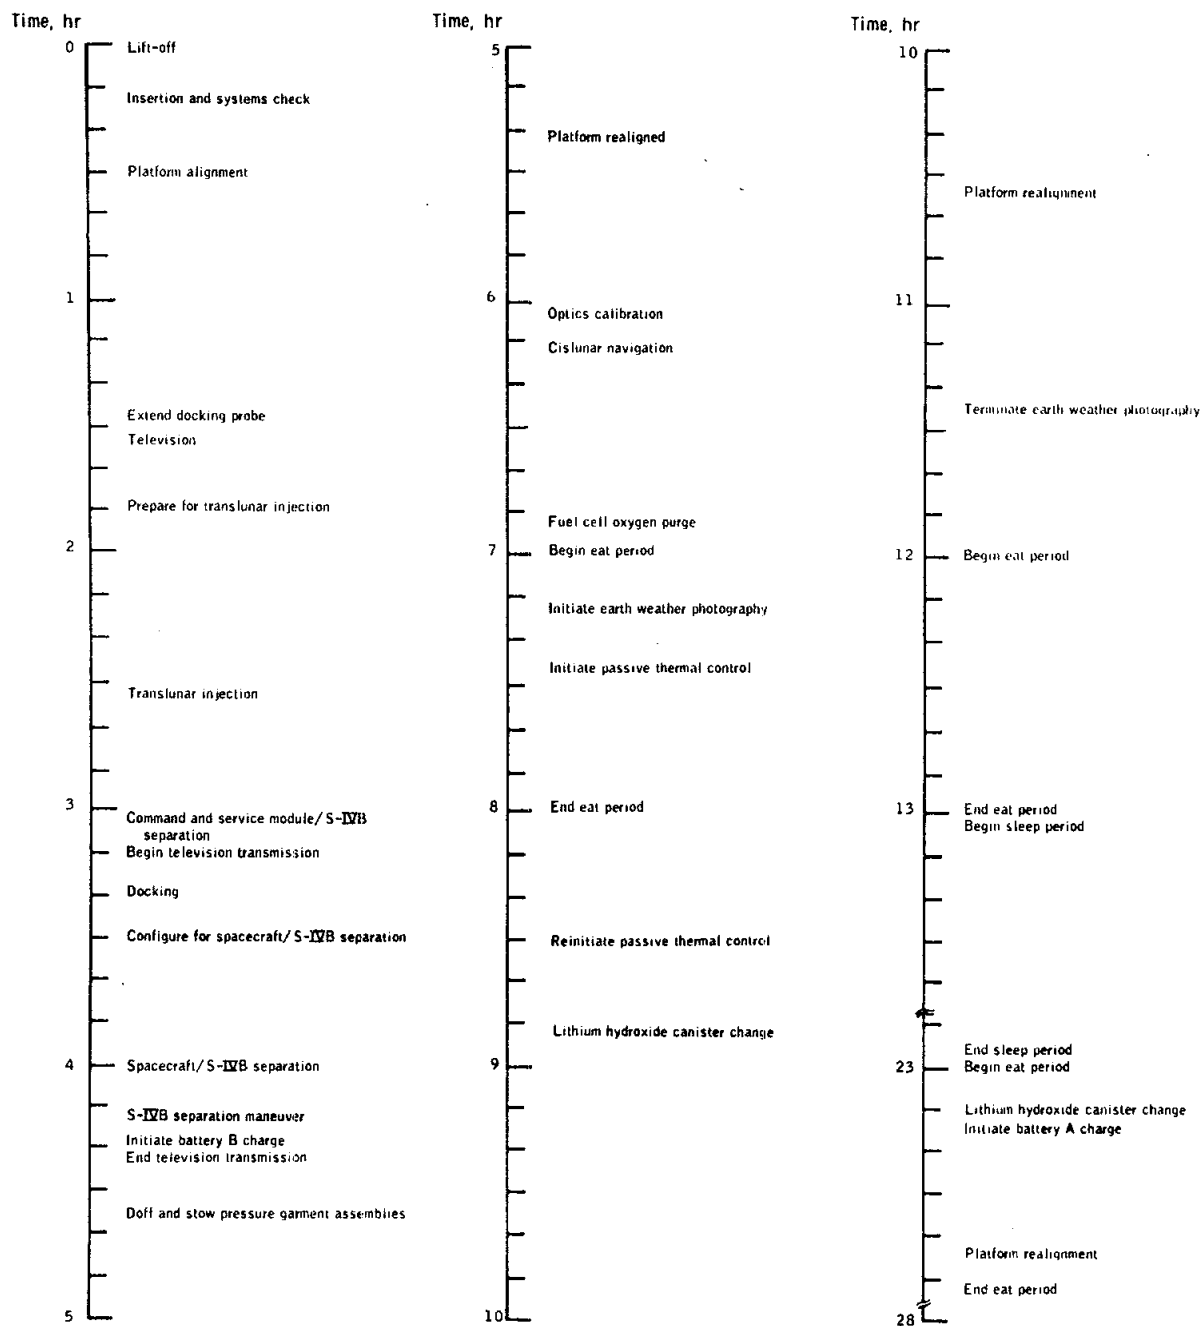 Time, hr
0 Lift-off
Insertion and systems check
Platform alignment
1
Extend docking probe
Television
Prepare for translunar injection
2
Translunar injection
3
Command and service module/S-IVB
separation
Begin television transmission
Docking
Configure for spacecraft/S-IVB separation
4 Spacecraft/S-IVB separation
S-IVB separation maneuver
Initiate battery B charge
End television transmission
Doff and stow pressure garment assemblies
5
Time, hr
5
Platform realigned
6
Optics calibration
Cislunar navigation
Fuel cell oxygen purge
7 Begin eat period
Initiate earth weather photography
Initiate passive thermal control
8 End eat period
Reinitiate passive thermal control
Lithium hydroxide canister change
9
10
Time, hr
10
Platform realignment
11
Terminate earth weather photography
12 Begin eat period
13 End eat period
Begin sleep period
End sleep period
23 Begin eat period
Lithium hydroxide canister change
Initiate battery A charge
Platform realignment
End eat period
28